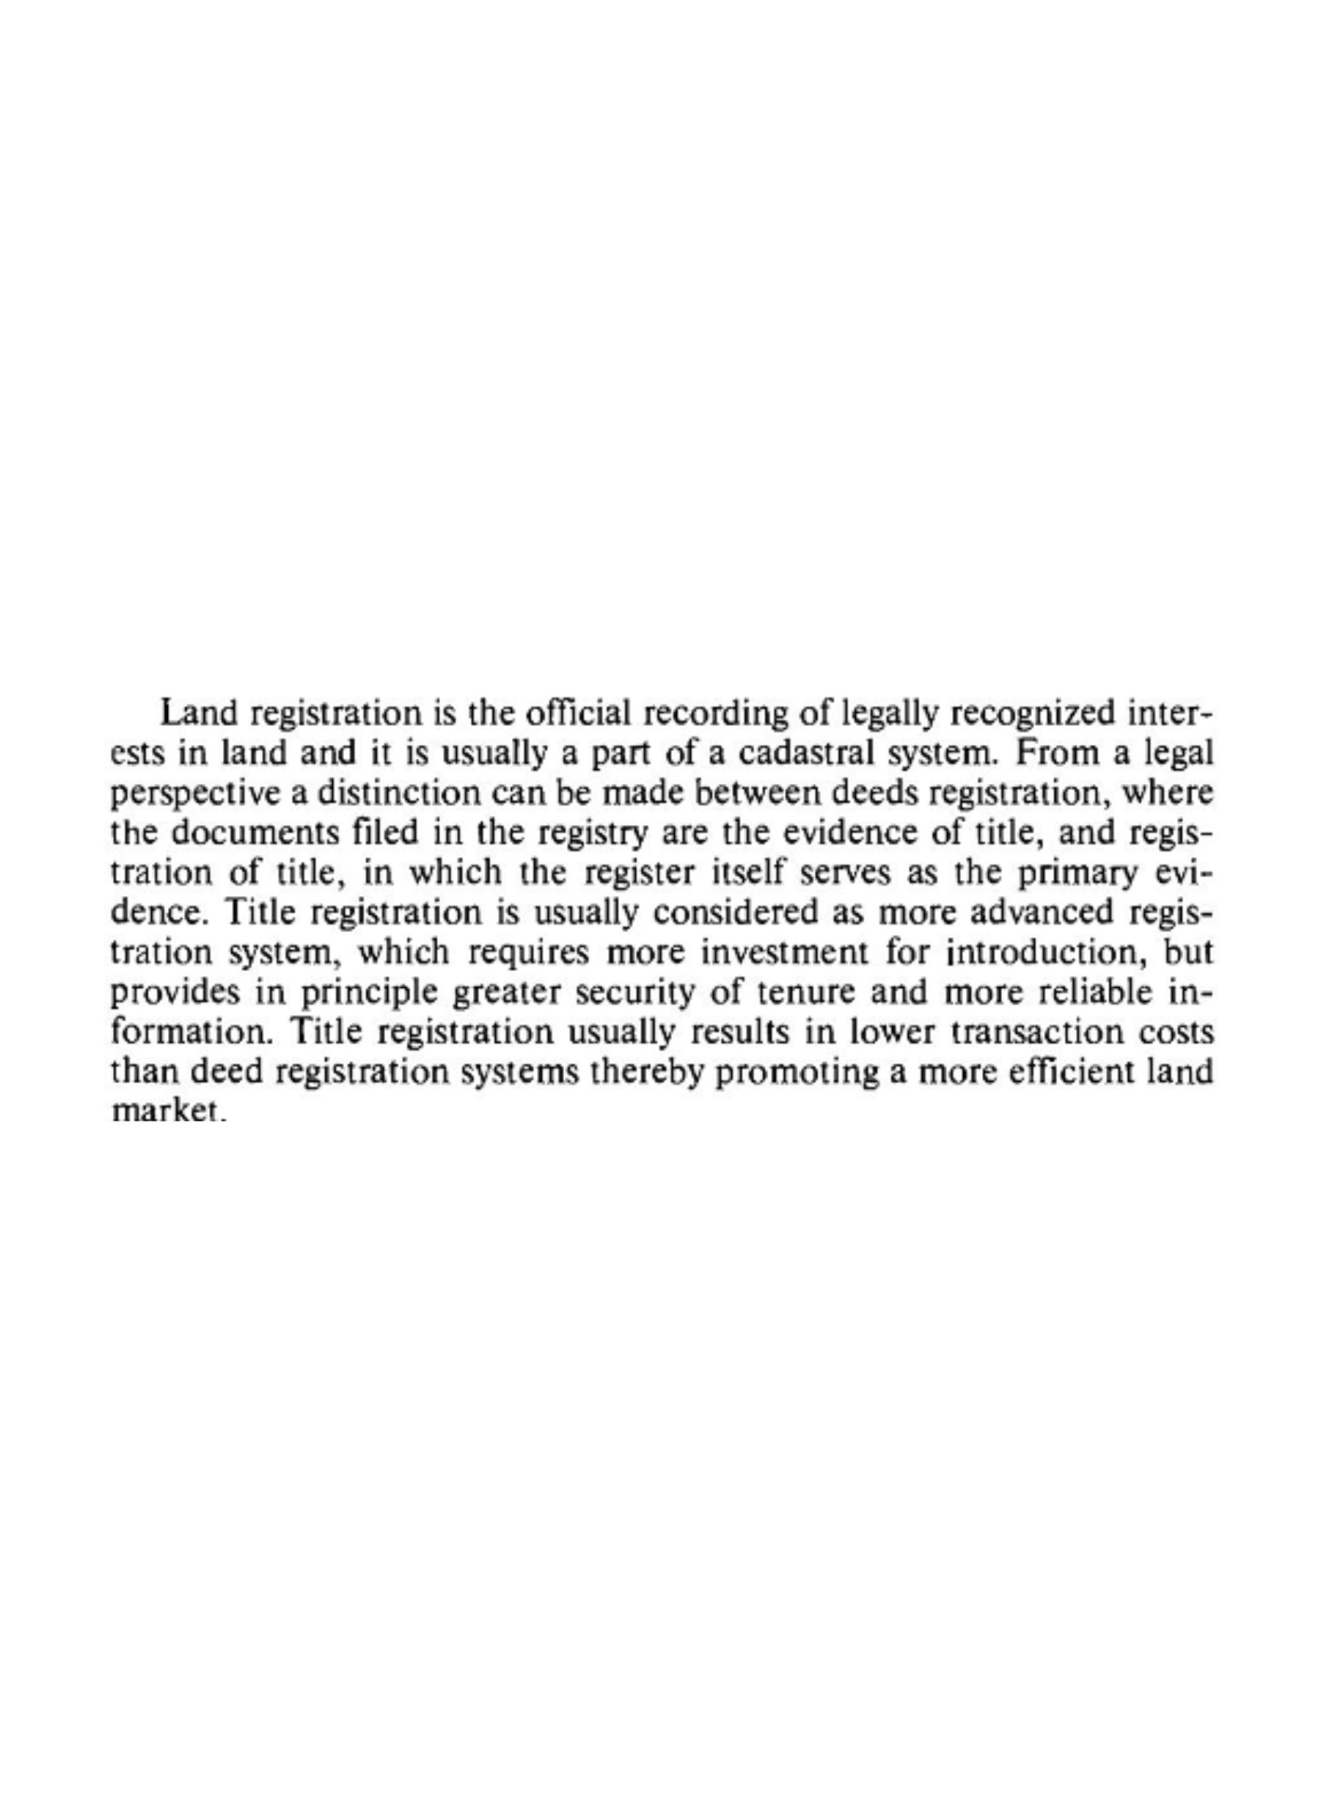 Land registration is the official recording of legally recognized inter-
ests in land and it is usually a part of a cadastral system. From a legal
perspective a distinction can be made between deeds registration, where
the documents filed in the registry are the evidence of title, and regis-
tration of title, in which the register itself serves as the primary evi-
dence. Title registration is usually considered as more advanced regis-
tration system, which requires more investment for introduction, but
provides in principle greater security of tenure and more reliable in-
formation. Title registration usually results in lower transaction costs
than deed registration systems thereby promoting a more efficient land
market.